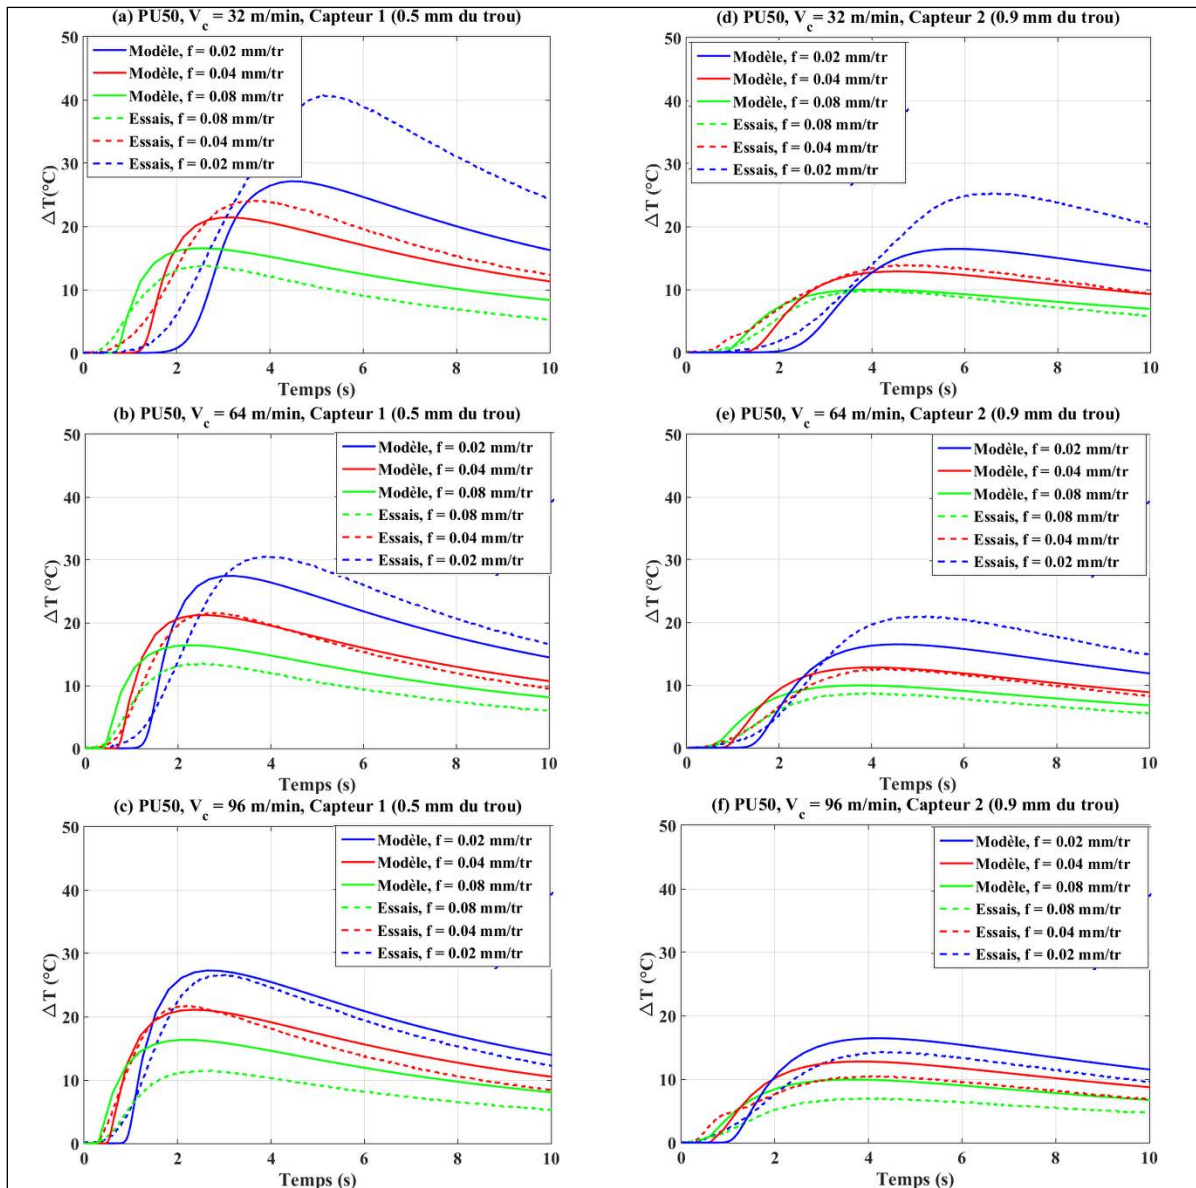 (a) PU50, Vc = 32 m/min, Capteur 1 (0.5 mm du trou)
50
40
30
20
10
0
ΔT(°C)
Modèle, f = 0.02 mm/tr
Modèle, f = 0.04 mm/tr
Modèle, f = 0.08 mm/tr
Essais, f = 0.08 mm/tr
Essais, f = 0.04 mm/tr
Essais, f = 0.02 mm/tr
0 2 4 6 8 10
Temps (s)
(d) PU50, Vc = 32 m/min, Capteur 2 (0.9 mm du trou)
50
40
30
20
10
0
ΔT (°C)
Modèle, f = 0.02 mm/tr
Modèle, f = 0.04 mm/tr
Modèle, f = 0.08 mm/tr
Essais, f = 0.08 mm/tr
Essais, f = 0.04 mm/tr
Essais, f = 0.02 mm/tr
0 2 4 6 8 10
Temps (s)
(b) PU50, Vc = 64 m/min, Capteur 1 (0.5 mm du trou)
50
40
30
20
10
0
ΔT (°C)
Modèle, f = 0.02 mm/tr
Modèle, f = 0.04 mm/tr
Modèle, f = 0.08 mm/tr
Essais, f = 0.08 mm/tr
Essais, f = 0.04 mm/tr
Essais, f = 0.02 mm/tr
0 2 4 6 8 10
Temps (s)
(e) PU50, Vc = 64 m/min, Capteur 2 (0.9 mm du trou)
50
40
30
20
10
0
ΔT (°C)
Modèle, f = 0.02 mm/tr
Modèle, f = 0.04 mm/tr
Modèle, f = 0.08 mm/tr
Essais, f = 0.08 mm/tr
Essais, f = 0.04 mm/tr
Essais, f = 0.02 mm/tr
0 2 4 6 8 10
Temps (s)
(c) PU50, Vc = 96 m/min, Capteur 1 (0.5 mm du trou)
50
40
30
20
10
0
ΔT (°C)
Modèle, f = 0.02 mm/tr
Modèle, f = 0.04 mm/tr
Modèle, f = 0.08 mm/tr
Essais, f = 0.08 mm/tr
Essais, f = 0.04 mm/tr
Essais, f = 0.02 mm/tr
0 2 4 6 8 10
Temps (s)
(f) PU50, Vc = 96 m/min, Capteur 2 (0.9 mm du trou)
50
40
30
20
10
0
ΔT (°C)
Modèle, f = 0.02 mm/tr
Modèle, f = 0.04 mm/tr
Modèle, f = 0.08 mm/tr
Essais, f = 0.08 mm/tr
Essais, f = 0.04 mm/tr
Essais, f = 0.02 mm/tr
0 2 4 6 8 10
Temps (s)